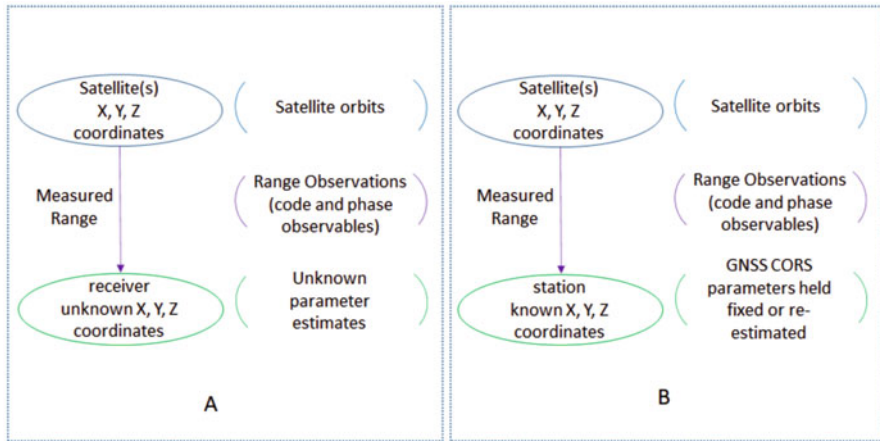 Satellite(s)
X, Y, Z
coordinates
Satellite orbits
Measured
Range
Range Observations
(code and phase
observables)
receiver
unknown X, Y, Z
coordinates
Unknown
parameter
estimates
A
Satellite(s)
X, Y, Z
coordinates
Satellite orbits
Measured
Range
Range Observations
(code and phase
observables)
station
known X, Y, Z
coordinates
GNSS CORS
parameters held
fixed or re-
estimated
B